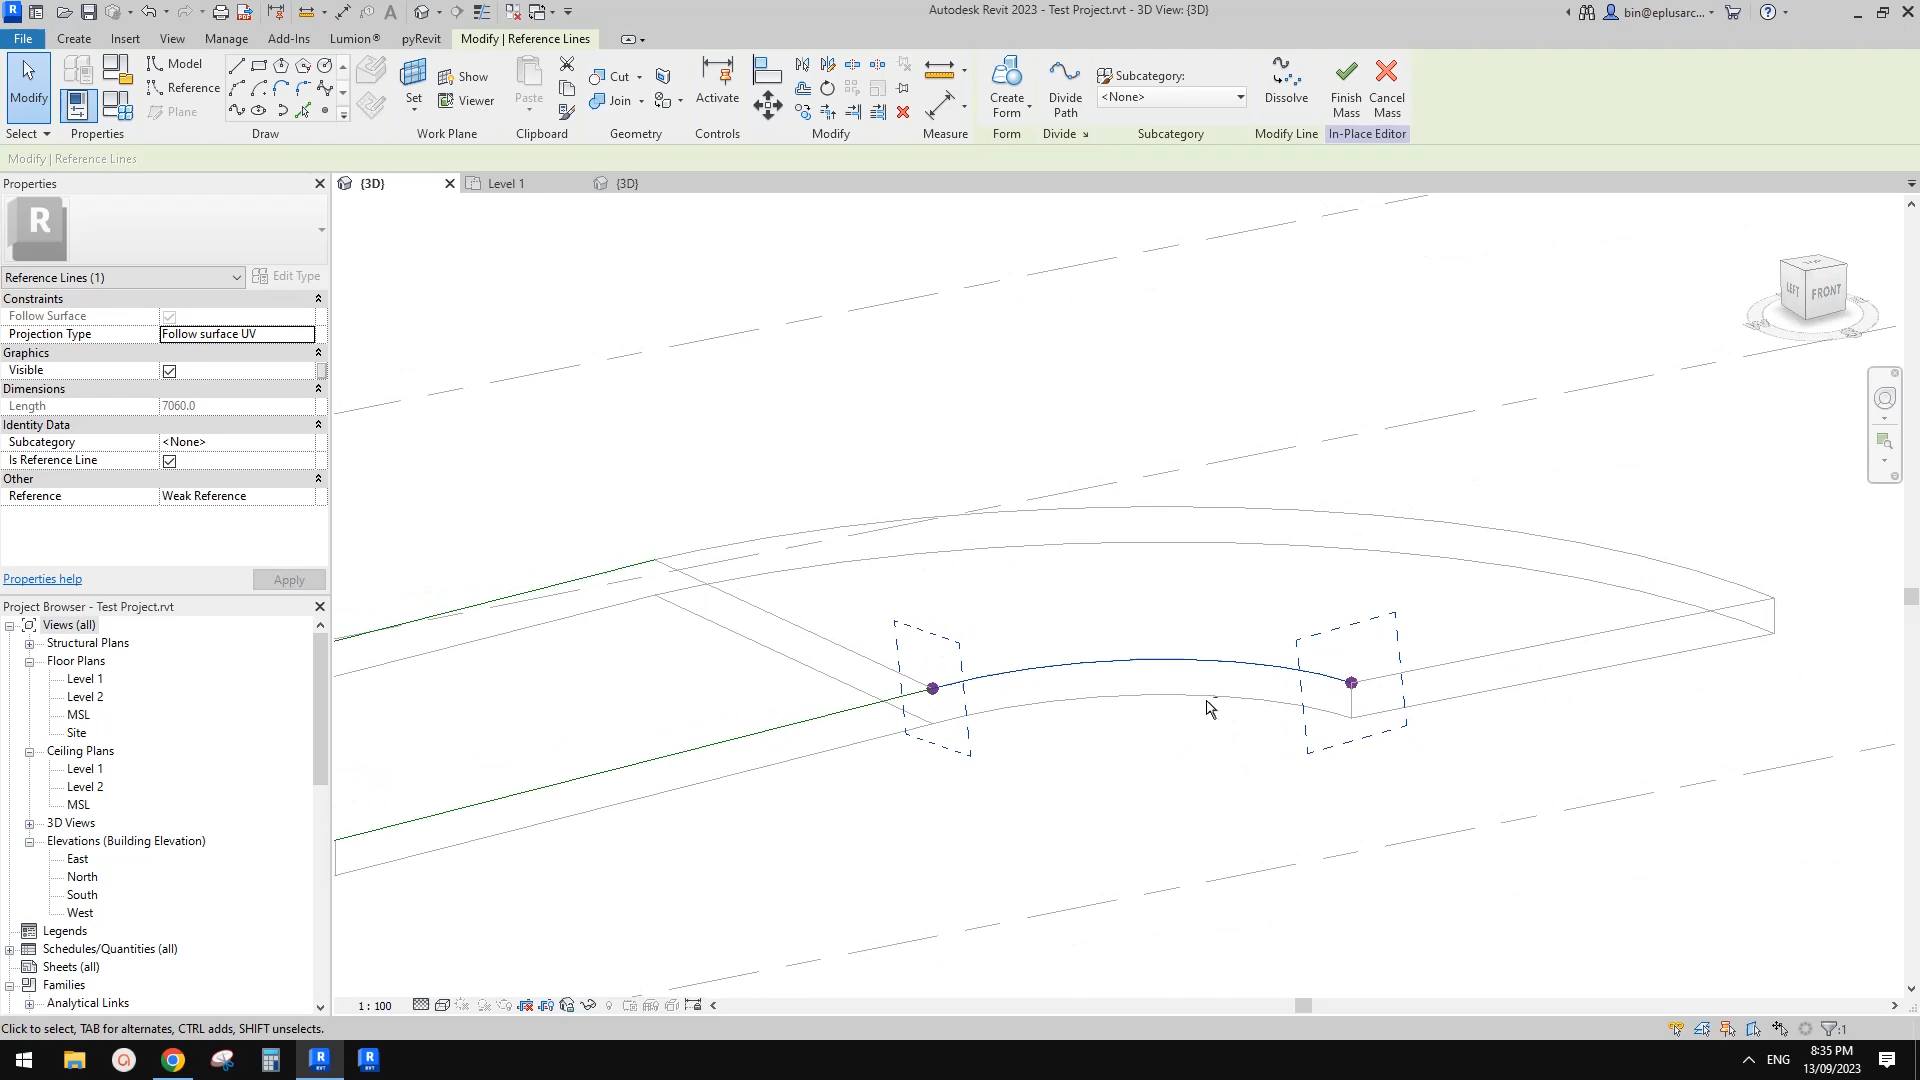 Autodesk Revit 2023 - Test Project.rvt - 3D View: {3D}
bin@eplusarc...
File
Create
Insert
View
Manage
Add-Ins
Lumion®
pyRevit
Modify | Reference Lines
Modify
Model
Reference
Plane
Set
Show
Viewer
Paste
Cut
Join
Activate
Create Form
Divide Path
Subcategory:
<None>
Dissolve
Finish Mass
Cancel Mass
Select
Properties
Draw
Work Plane
Clipboard
Geometry
Controls
Modify
Measure
Form
Divide
Subcategory
Modify Line
In-Place Editor
Modify | Reference Lines
Properties
{3D}
Level 1
{3D}
R
Reference Lines (1)
Edit Type
Constraints
Follow Surface
Projection Type Follow surface UV
Graphics
Visible
Dimensions
Length 7060.0
Identity Data
Subcategory <None>
Is Reference Line
Other
Reference Weak Reference
Properties help
Apply
TOP
LEFT
FRONT
Project Browser - Test Project.rvt
Views (all)
Structural Plans
Floor Plans
Level 1
Level 2
MSL
Site
Ceiling Plans
Level 1
Level 2
MSL
3D Views
Elevations (Building Elevation)
East
North
South
West
Legends
Schedules/Quantities (all)
Sheets (all)
Families
Analytical Links
1 : 100
Click to select, TAB for alternates, CTRL adds, SHIFT unselects.
:1
ENG
8:35 PM
13/09/2023